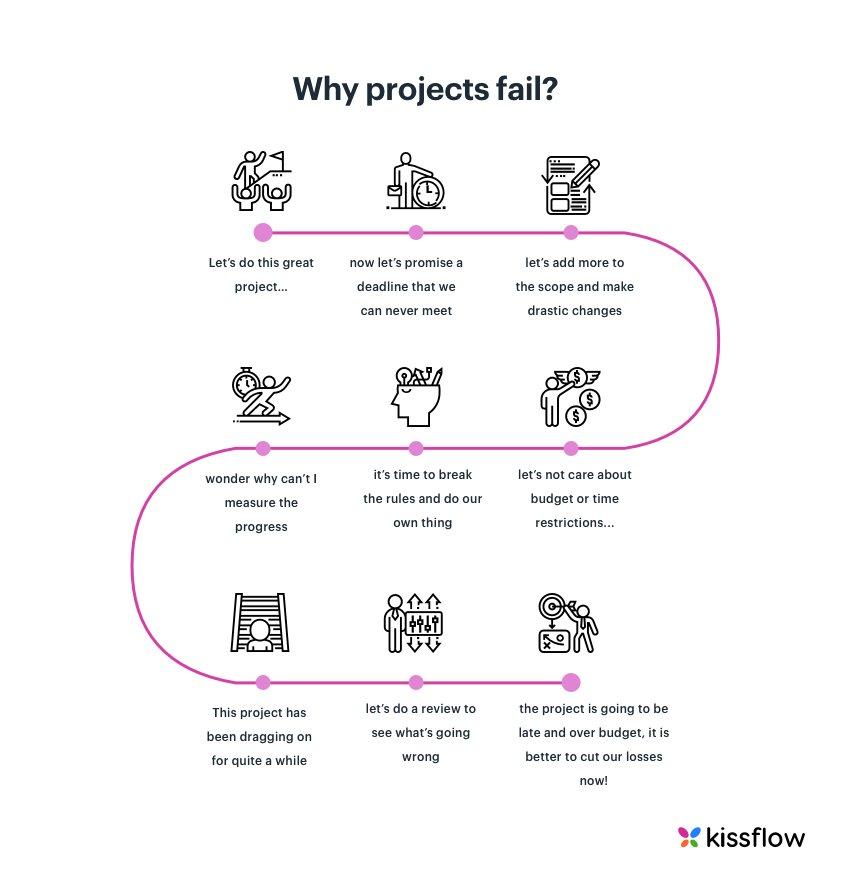 Why projects fail?
Let's do this great
project...
now let's promise a
deadline that we
can never meet
let's add more to
the scope and make
drastic changes
let's not care about
budget or time
restrictions...
it's time to break
the rules and do our
own thing
wonder why can't I
measure the
progress
This project has
been dragging on
for quite a while
let's do a review to
see what's going
wrong
the project is going to be
late and over budget, it is
better to cut our losses
now!
kissflow